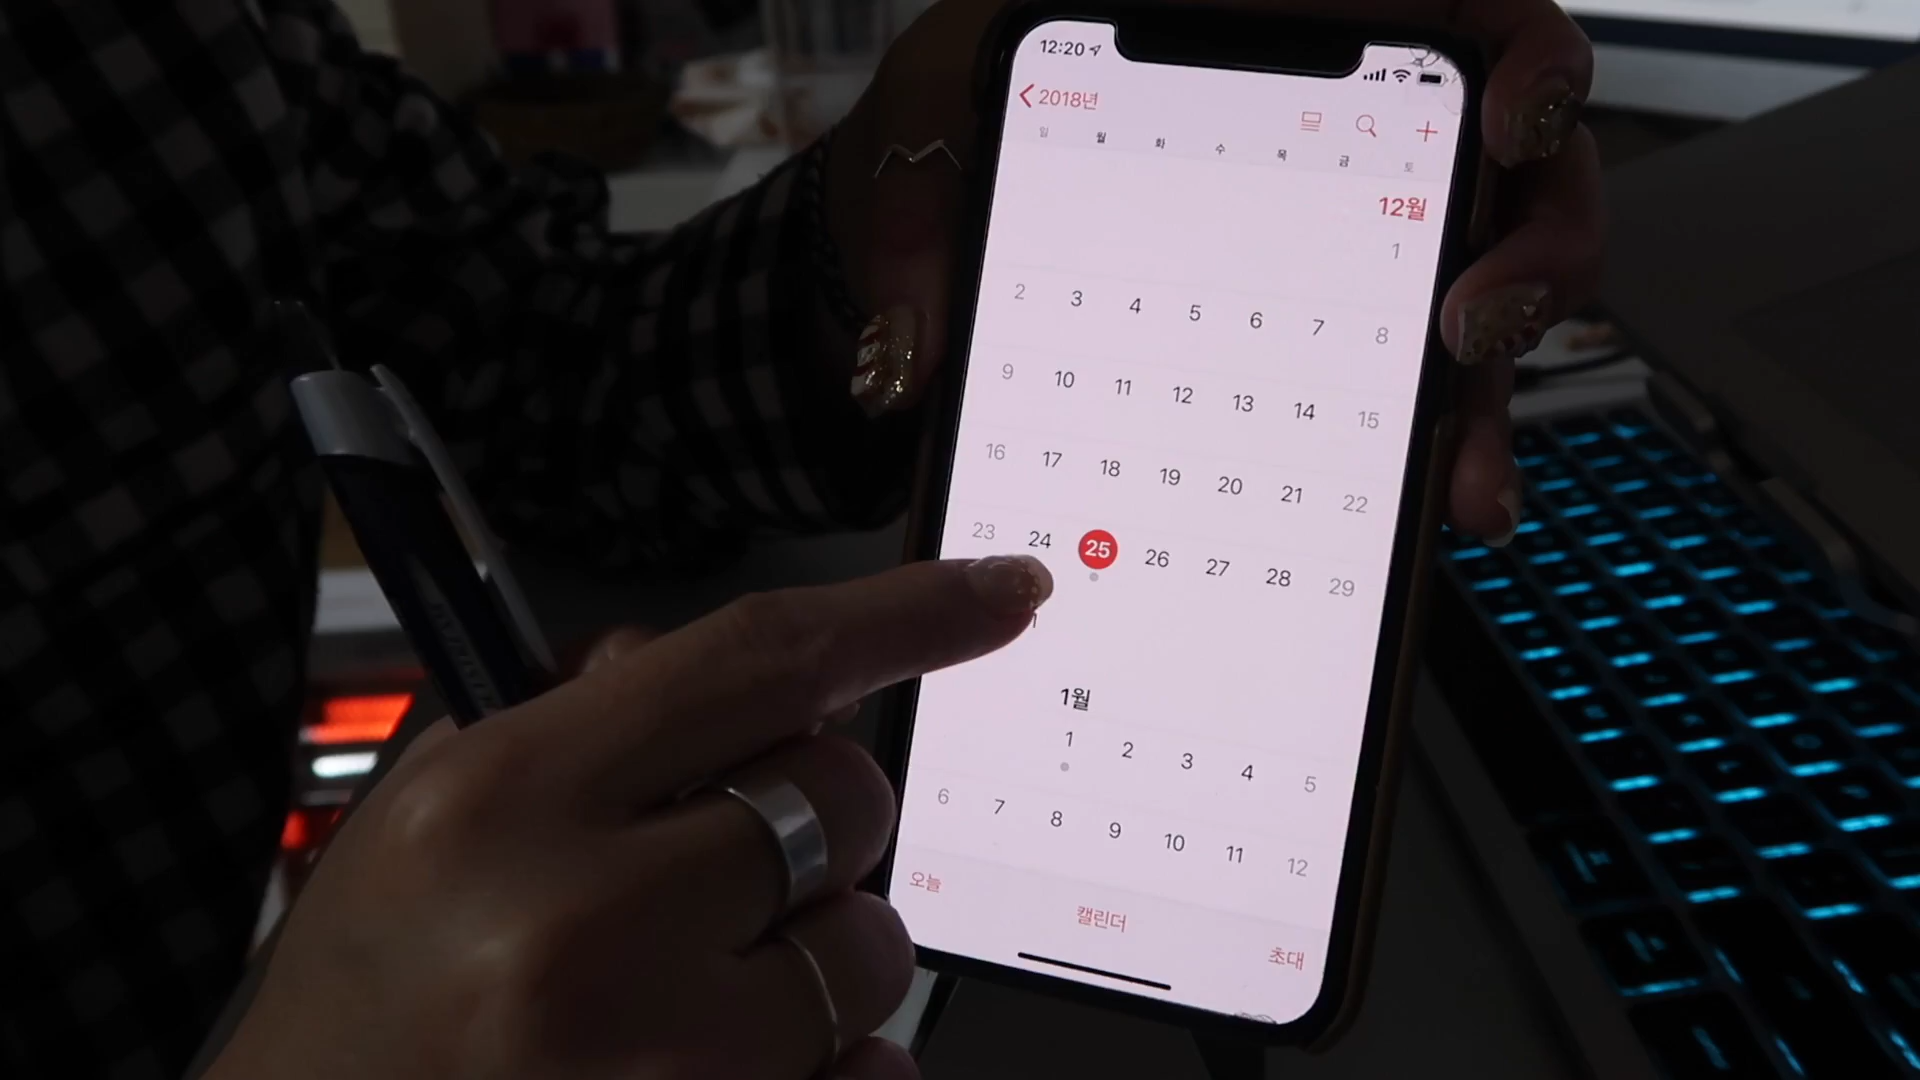 12:20
2018년
일 월 화 수 목 금 토
12월
1
2 3 4 5 6 7 8
9 10 11 12 13 14 15
16 17 18 19 20 21 22
23 24 25 26 27 28 29
1월
1 2 3 4 5
6 7 8 9 10 11 12
오늘 캘린더 초대